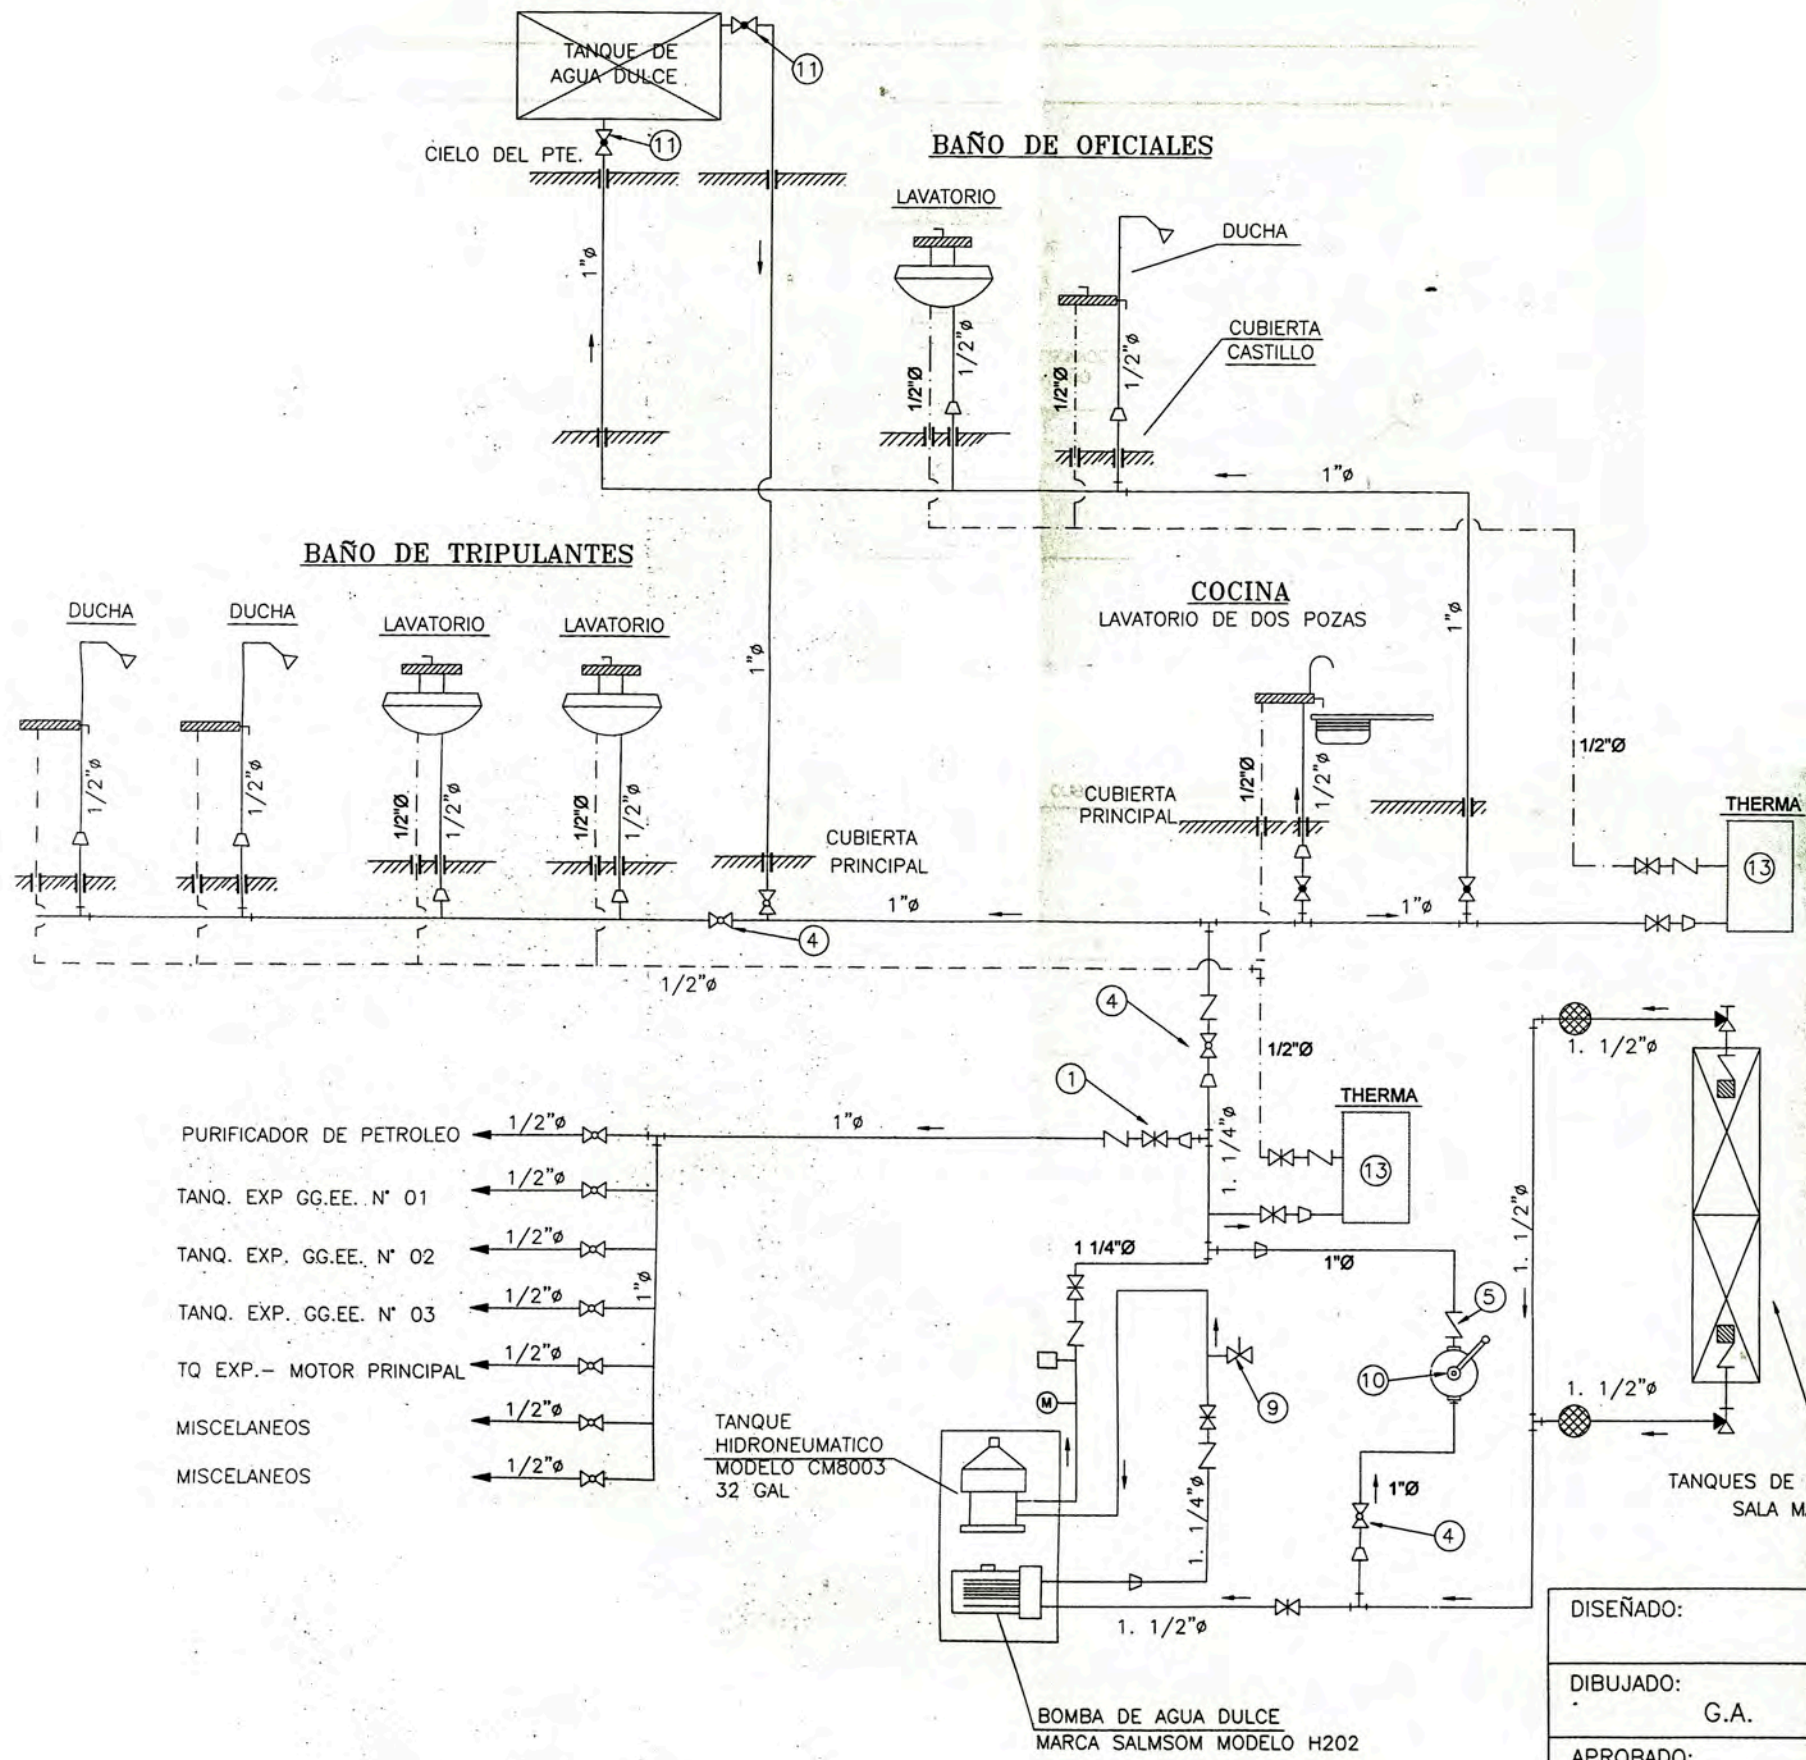 TANQUE DE
AGUA DULCE
11
11
CIELO DEL PTE.
BAÑO DE OFICIALES
LAVATORIO
DUCHA
1"ø
1/2"Ø
1/2"ø
1/2"Ø
1/2"ø
CUBIERTA
CASTILLO
1"ø
BAÑO DE TRIPULANTES
DUCHA
DUCHA
LAVATORIO
LAVATORIO
1/2"ø
1/2"ø
1/2"Ø
1/2"ø
1/2"Ø
1/2"ø
1"ø
CUBIERTA
PRINCIPAL
4
1"ø
1/2"ø
COCINA
LAVATORIO DE DOS POZAS
1"ø
CUBIERTA
PRINCIPAL
1/2"Ø
1/2"ø
1/2"Ø
1"ø
THERMA
13
4
1/2"Ø
1
1. 1/4"ø
THERMA
13
1"ø
PURIFICADOR DE PETROLEO
1/2"ø
TANQ. EXP GG.EE. N° 01
1/2"ø
TANQ. EXP. GG.EE. N° 02
1/2"ø
TANQ. EXP. GG.EE. N° 03
1/2"ø
1"ø
TQ EXP.- MOTOR PRINCIPAL
1/2"ø
MISCELANEOS
1/2"ø
MISCELANEOS
1/2"ø
1 1/4"Ø
1"Ø
5
10
9
M
TANQUE
HIDRONEUMATICO
MODELO CM8003
32 GAL
1. 1/4"ø
1"Ø
4
1. 1/2"ø
1. 1/2"ø
1. 1/2"ø
1. 1/2"ø
TANQUES DE
SALA
BOMBA DE AGUA DULCE
MARCA SALMSOM MODELO H202
DISEÑADO:
DIBUJADO:
G.A.
APROBADO: